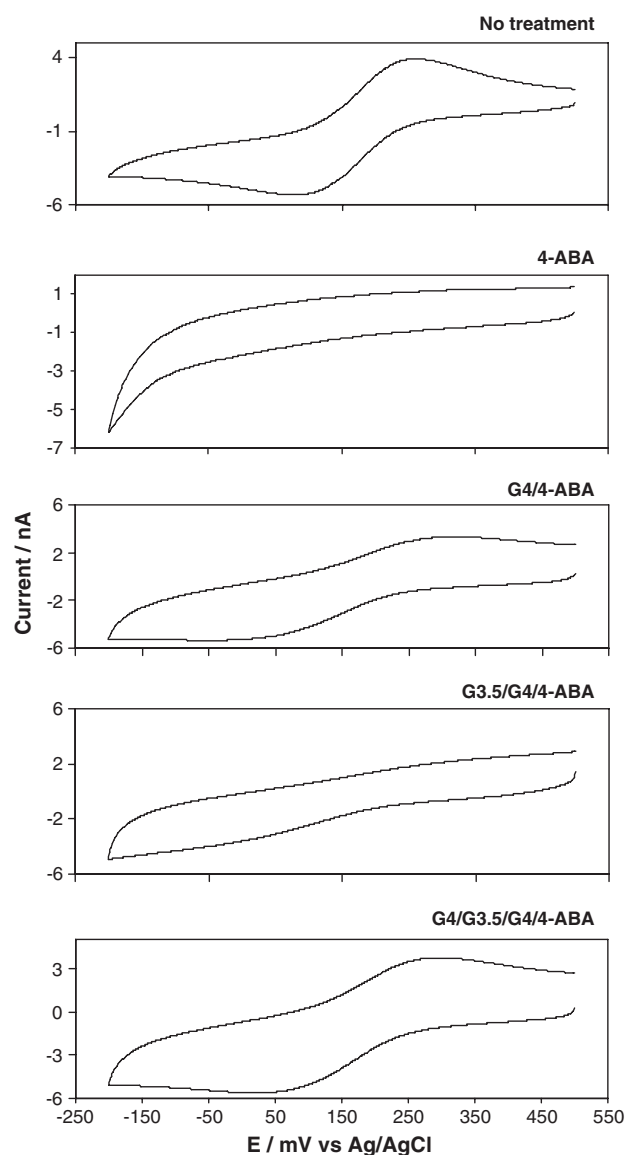 No treatment
4
-1
-6
4-ABA
1
-1
-3
-5
-7
G4/4-ABA
6
2
-2
-6
G3.5/G4/4-ABA
6
2
-2
-6
G4/G3.5/G4/4-ABA
3
0
-3
-6
-250 -150 -50 50 150 250 350 450 550
E / mV vs Ag/AgCl
Current / nA